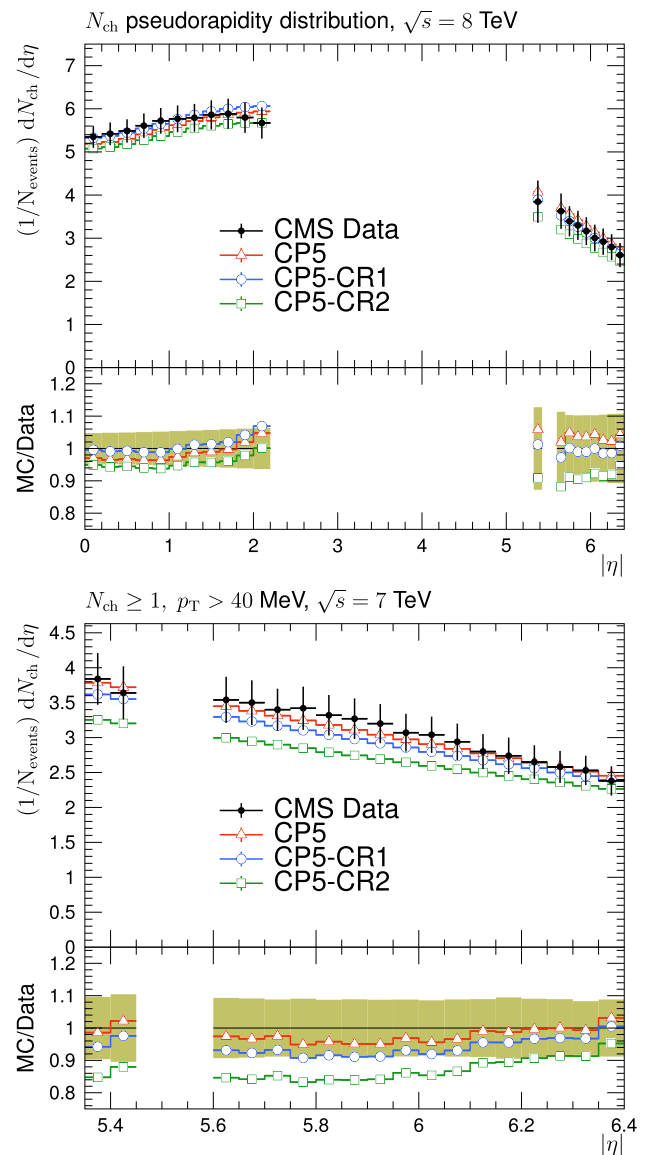 N_ch pseudorapidity distribution, √s = 8 TeV
(1/N_events) dN_ch/dη
7
6
5
4
3
2
1
0
CMS Data
CP5
CP5-CR1
CP5-CR2
MC/Data
1.2
1.1
1
0.9
0.8
0 1 2 3 4 5 6
|η|
N_ch ≥ 1, p_T > 40 MeV, √s = 7 TeV
(1/N_events) dN_ch/dη
4.5
4
3.5
3
2.5
2
1.5
1
0.5
0
CMS Data
CP5
CP5-CR1
CP5-CR2
MC/Data
1.2
1.1
1
0.9
0.8
5.4 5.6 5.8 6 6.2 6.4
|η|